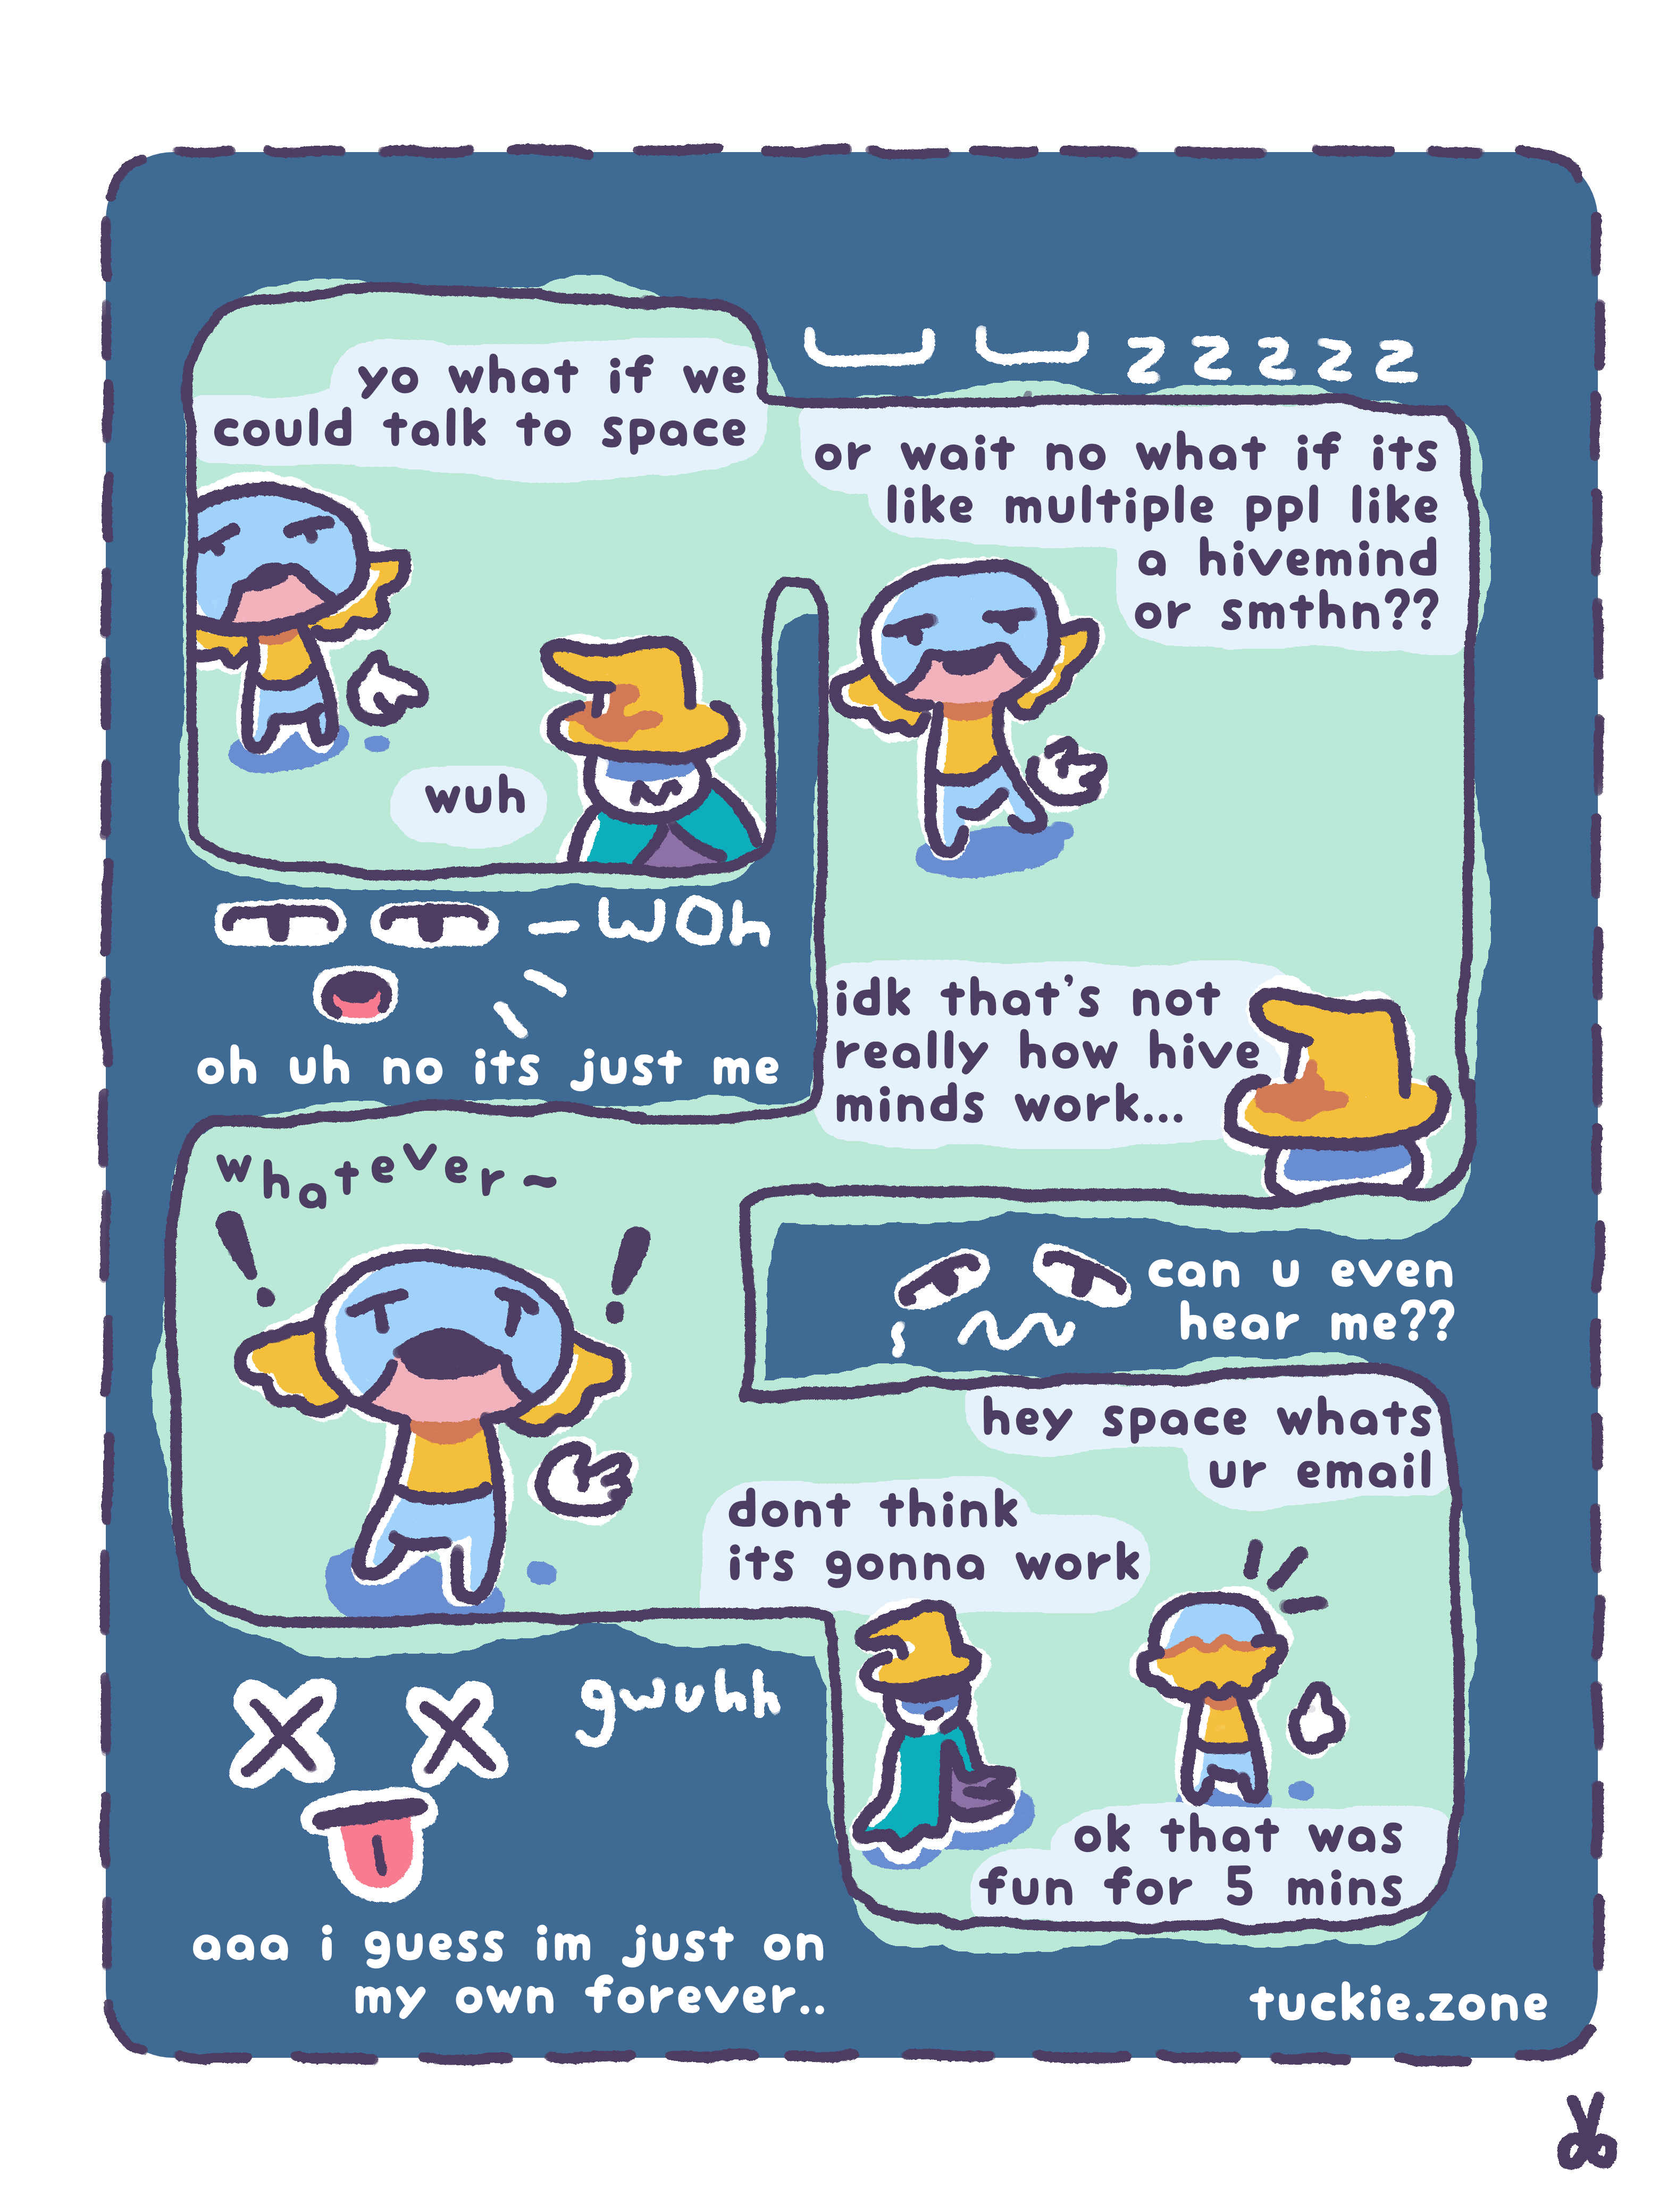 yo what if we
could talk to space
wuh
zzzzz
or wait no what if its
like multiple ppl like
a hivemind
or smthn??
idk that's not
really how hive
minds work...
woh
oh uh no its just me
whatever~
! !
can u even
hear me??
hey space whats
ur email
dont think
its gonna work
ok that was
fun for 5 mins
gwuhh
aaa i guess im just on
my own forever..
tuckie.zone